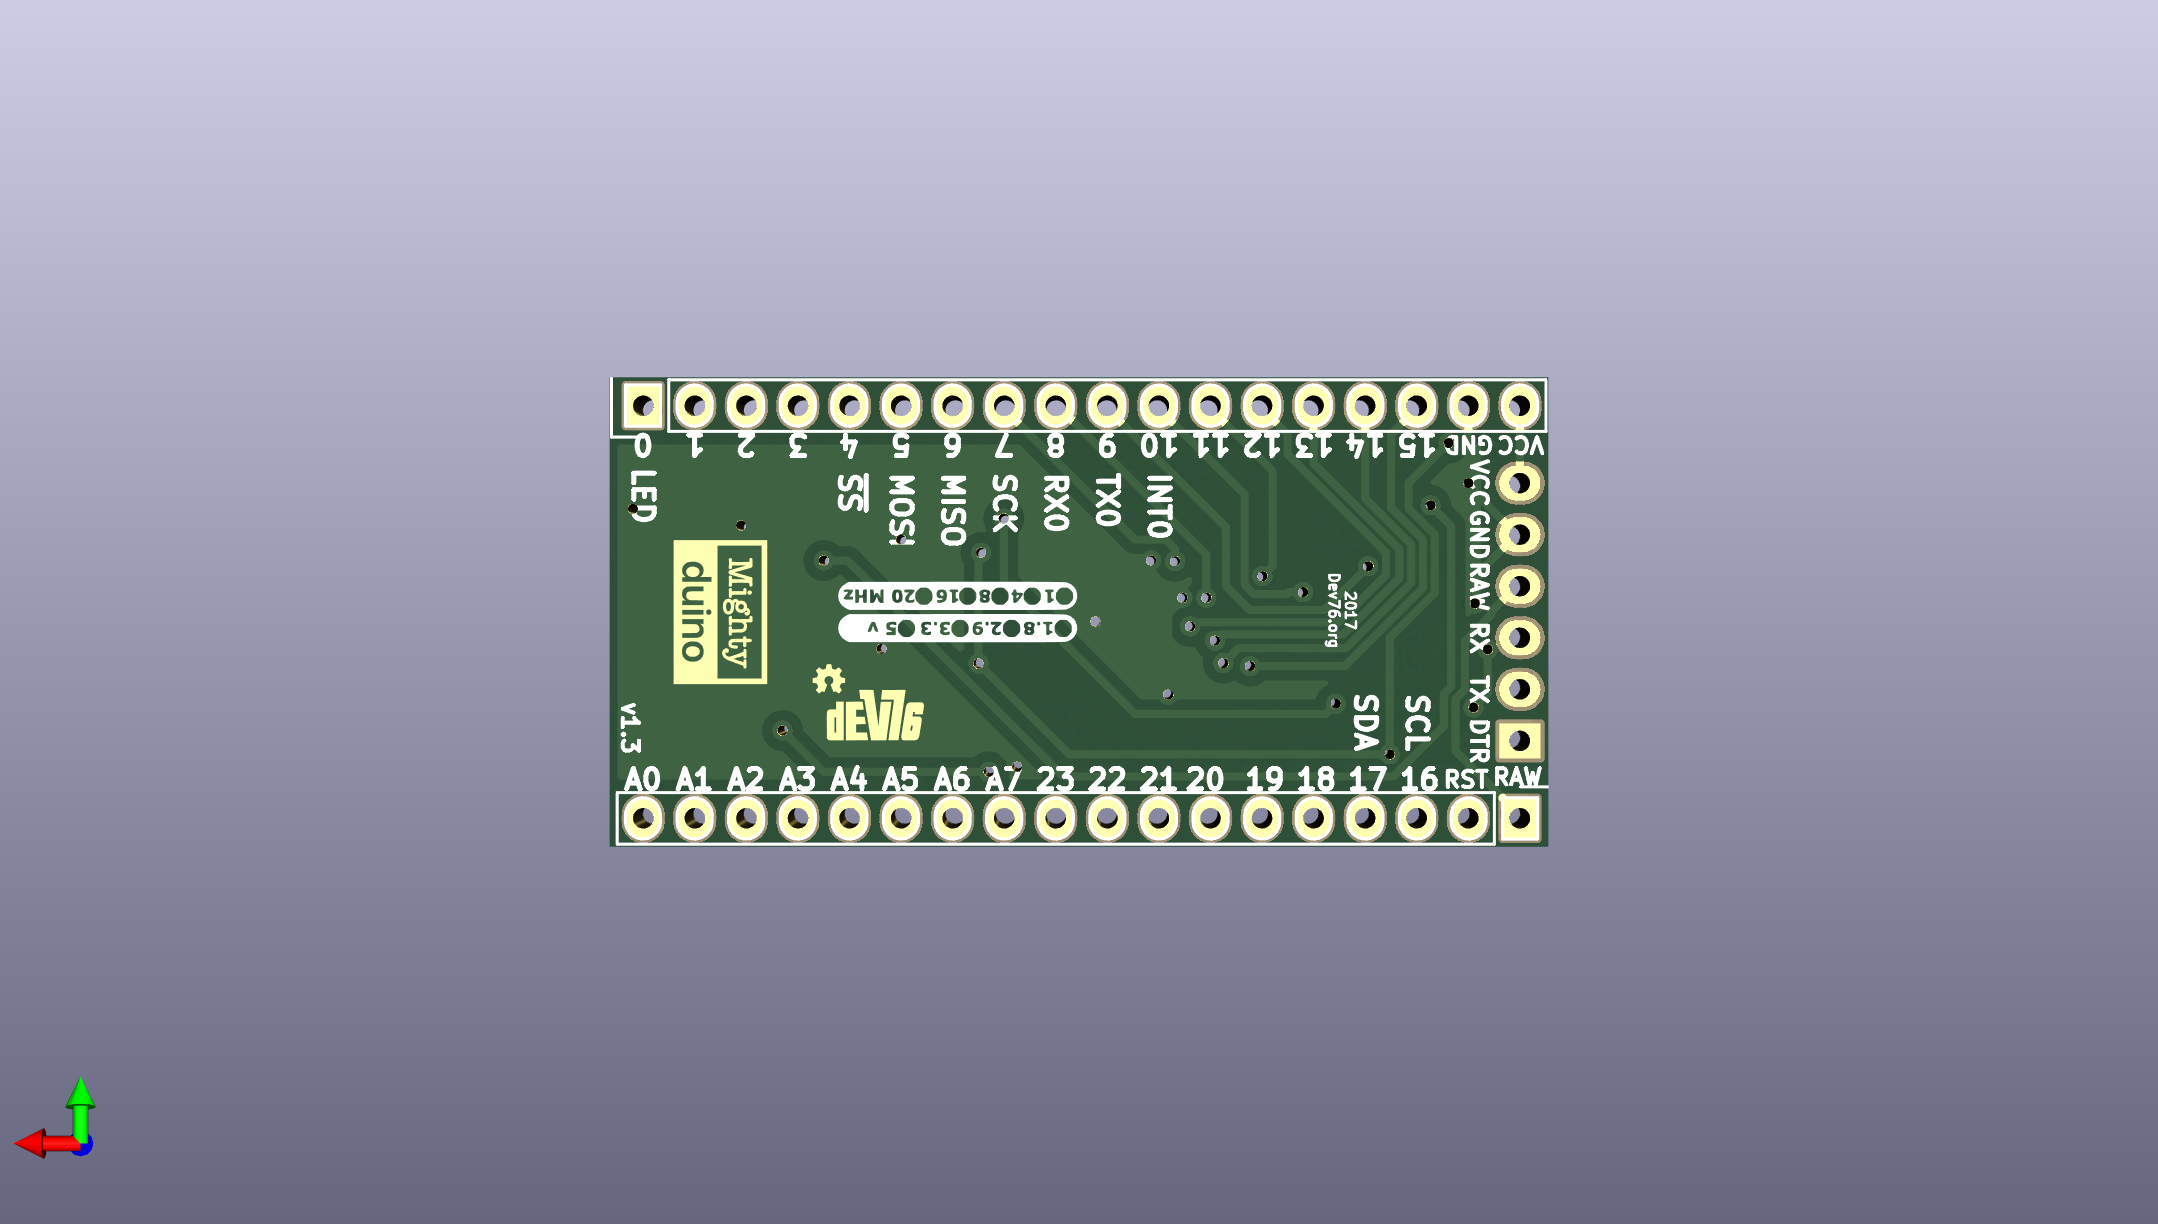 0 1 2 3 4 5 6 7 8 9 10 11 12 13 14 15 GND VCC
LED
SS
MOSI
MISO
SCK
RX0
TX0
INT0
VCC
GND
RAW
RX
TX
DTR
Mighty
duino
1 4 8 16 20 MHz
1.8 2.9 3.3 5 v
2017
Dev76.org
dEV76
v1.3
SDA
SCL
A0 A1 A2 A3 A4 A5 A6 A7 23 22 21 20 19 18 17 16 RST RAW